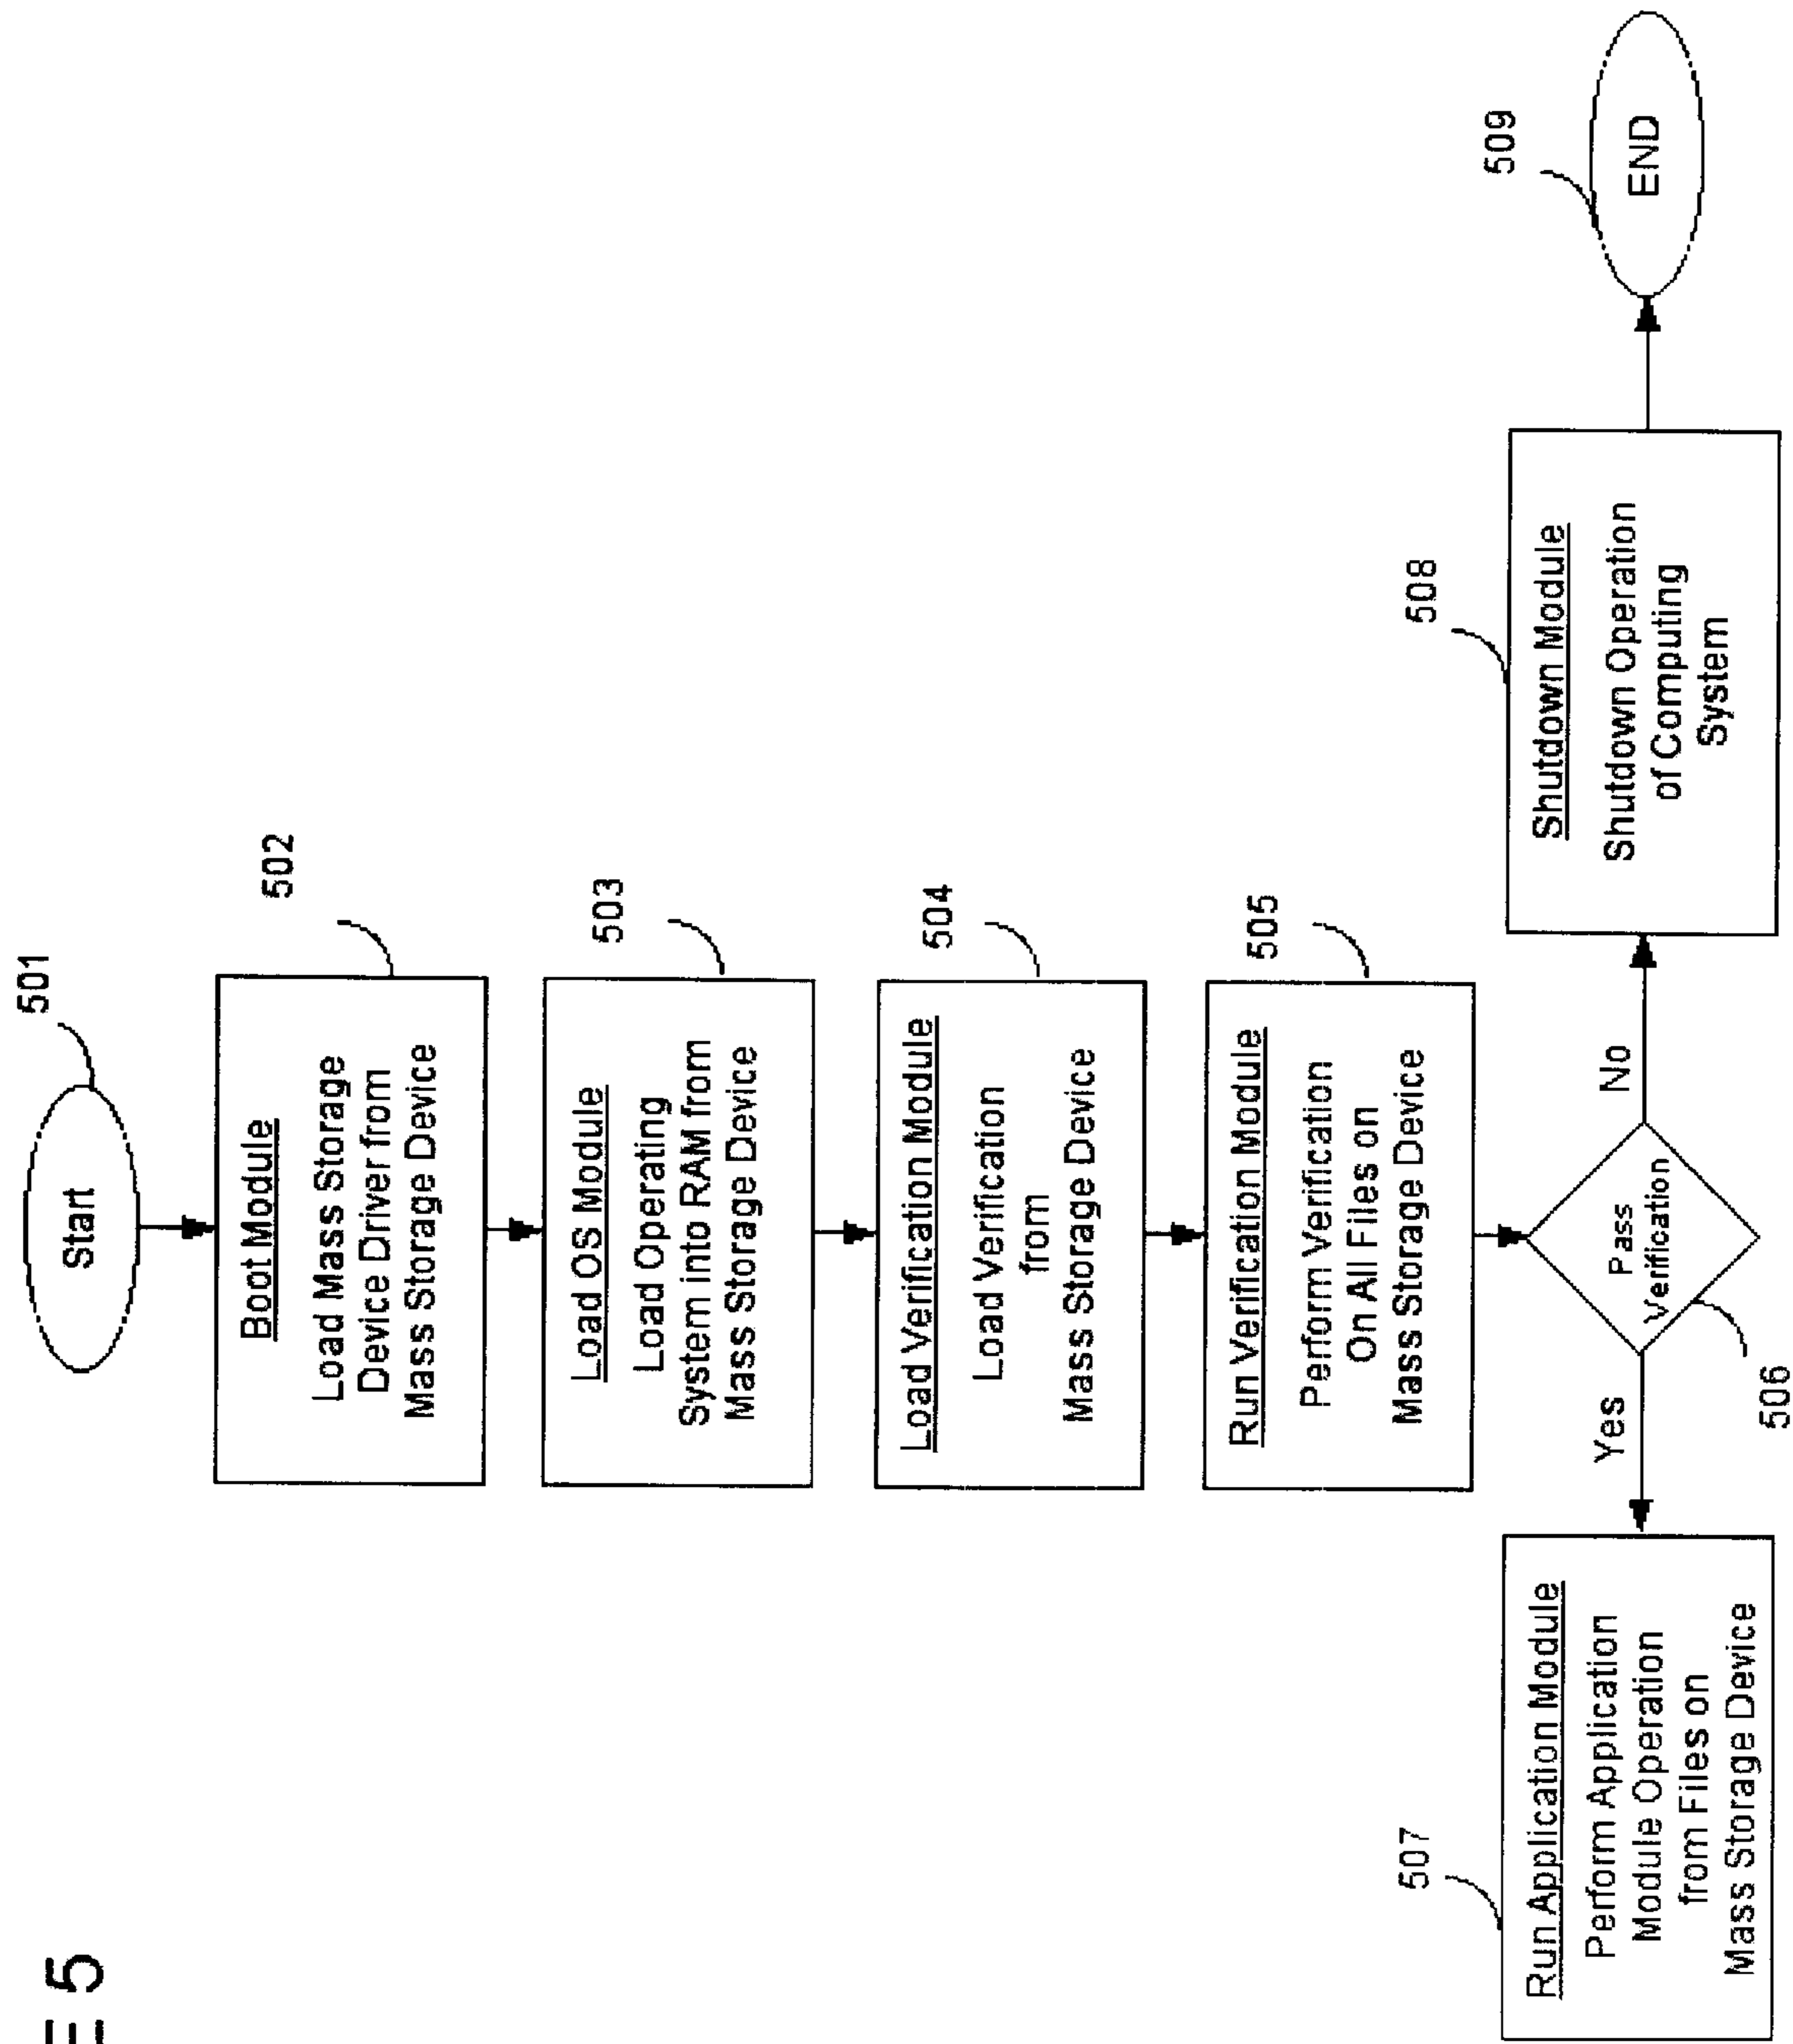 E 5
501
Start
502
Boot Module
Load Mass Storage
Device Driver from
Mass Storage Device
503
Load OS Module
Load Operating
System into RAM from
Mass Storage Device
504
Load Verification Module
Load Verification
from
Mass Storage Device
505
Run Verification Module
Perform Verification
On All Files on
Mass Storage Device
Pass
Verification
506
Yes
No
507
Run Application Module
Perform Application
Module Operation
from Files on
Mass Storage Device
508
Shutdown Module
Shutdown Operation
of Computing
System
509
END